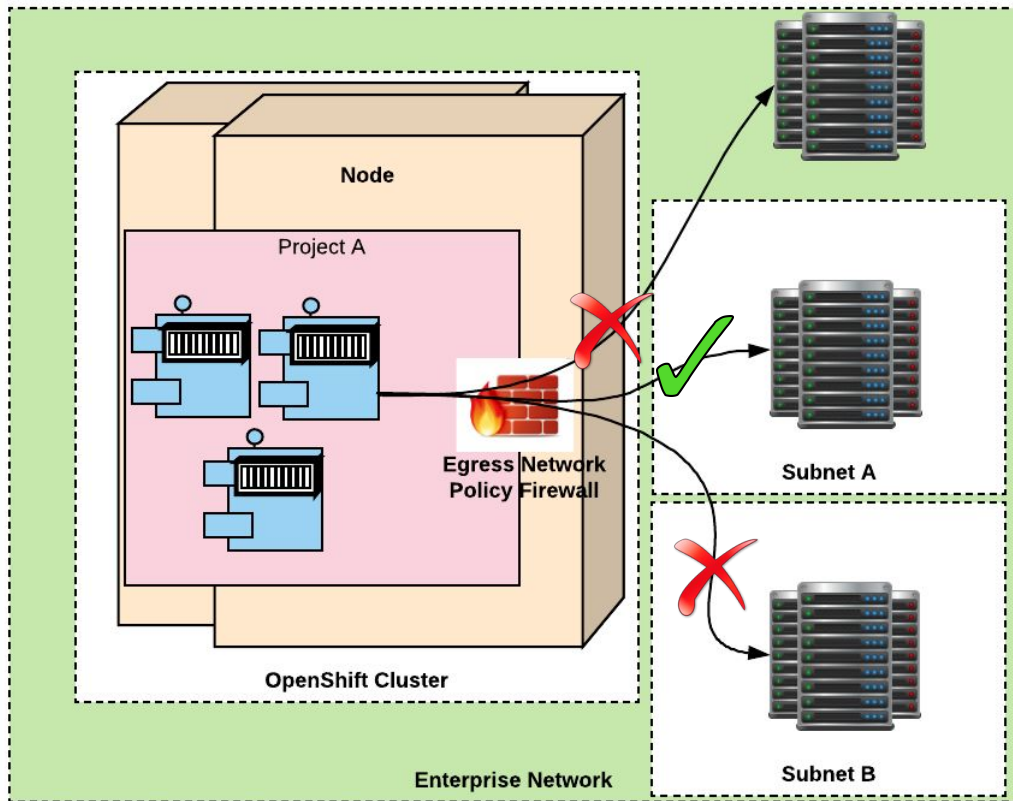 Node
Project A
Egress Network
Policy Firewall
Subnet A
OpenShift Cluster
Subnet B
Enterprise Network